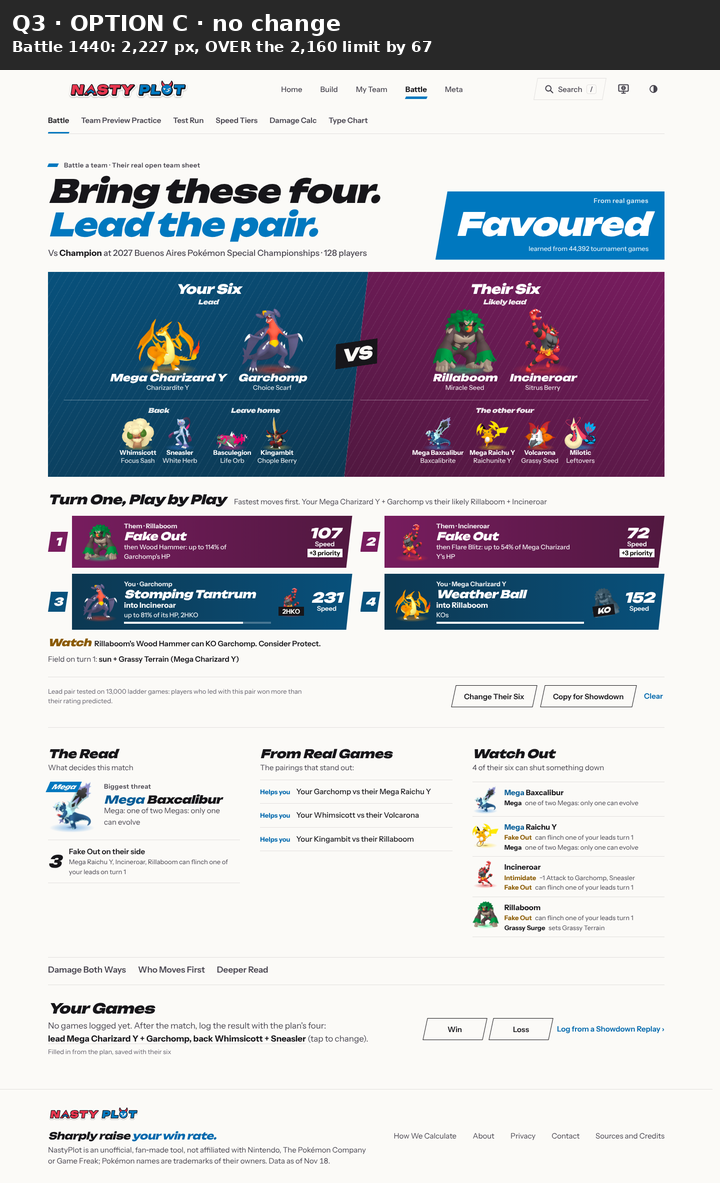 Q3 · OPTION C · no change
Battle 1440: 2,227 px, OVER the 2,160 limit by 67
NASTY PLOT
Home Build My Team Battle Meta
Search /
Battle Team Preview Practice Test Run Speed Tiers Damage Calc Type Chart
Battle a team · Their real open team sheet
Bring these four.
Lead the pair.
Vs Champion at 2027 Buenos Aires Pokémon Special Championships · 128 players
From real games
Favoured
learned from 44,392 tournament games
Your Six
Lead
Mega Charizard Y Garchomp
Charizardite Y Choice Scarf
Back Leave home
Whimsicott Sneasler Basculegion Kingambit
Focus Sash White Herb Life Orb Chople Berry
VS
Their Six
Likely lead
Rillaboom Incineroar
Miracle Seed Sitrus Berry
The other four
Mega Baxcalibur Mega Raichu Y Volcarona Milotic
Baxcalibrite Raichunite Y Grassy Seed Leftovers
Turn One, Play by Play Fastest moves first. Your Mega Charizard Y + Garchomp vs their likely Rillaboom + Incineroar
1
Them · Rillaboom
Fake Out
then Wood Hammer: up to 114% of
Garchomp's HP
107
Speed
+3 priority
2
Them · Incineroar
Fake Out
then Flare Blitz: up to 54% of Mega Charizard
Y's HP
72
Speed
+3 priority
3
You · Garchomp
Stomping Tantrum
into Incineroar
up to 81% of its HP, 2HKO
2HKO
231
Speed
4
You · Mega Charizard Y
Weather Ball
into Rillaboom
KOs
KO
152
Speed
Watch Rillaboom's Wood Hammer can KO Garchomp. Consider Protect.
Field on turn 1: sun + Grassy Terrain (Mega Charizard Y)
Lead pair tested on 13,000 ladder games: players who led with this pair won more than
their rating predicted.
Change Their Six Copy for Showdown Clear
The Read
What decides this match
Mega
Biggest threat
Mega Baxcalibur
Mega: one of two Megas: only one
can evolve
3 Fake Out on their side
Mega Raichu Y, Incineroar, Rillaboom can flinch one of
your leads on turn 1
From Real Games
The pairings that stand out:
Helps you Your Garchomp vs their Mega Raichu Y
Helps you Your Whimsicott vs their Volcarona
Helps you Your Kingambit vs their Rillaboom
Watch Out
4 of their six can shut something down
Mega Baxcalibur
Mega one of two Megas: only one can evolve
Mega Raichu Y
Fake Out can flinch one of your leads turn 1
Mega one of two Megas: only one can evolve
Incineroar
Intimidate −1 Attack to Garchomp, Sneasler
Fake Out can flinch one of your leads turn 1
Rillaboom
Fake Out can flinch one of your leads turn 1
Grassy Surge sets Grassy Terrain
Damage Both Ways Who Moves First Deeper Read
Your Games
No games logged yet. After the match, log the result with the plan's four:
lead Mega Charizard Y + Garchomp, back Whimsicott + Sneasler (tap to change).
Filled in from the plan, saved with their six
Win Loss Log from a Showdown Replay ›
NASTY PLOT
Sharply raise your win rate.
NastyPlot is an unofficial, fan-made tool, not affiliated with Nintendo, The Pokémon Company
or Game Freak; Pokémon names are trademarks of their owners. Data as of Nov 18.
How We Calculate About Privacy Contact Sources and Credits